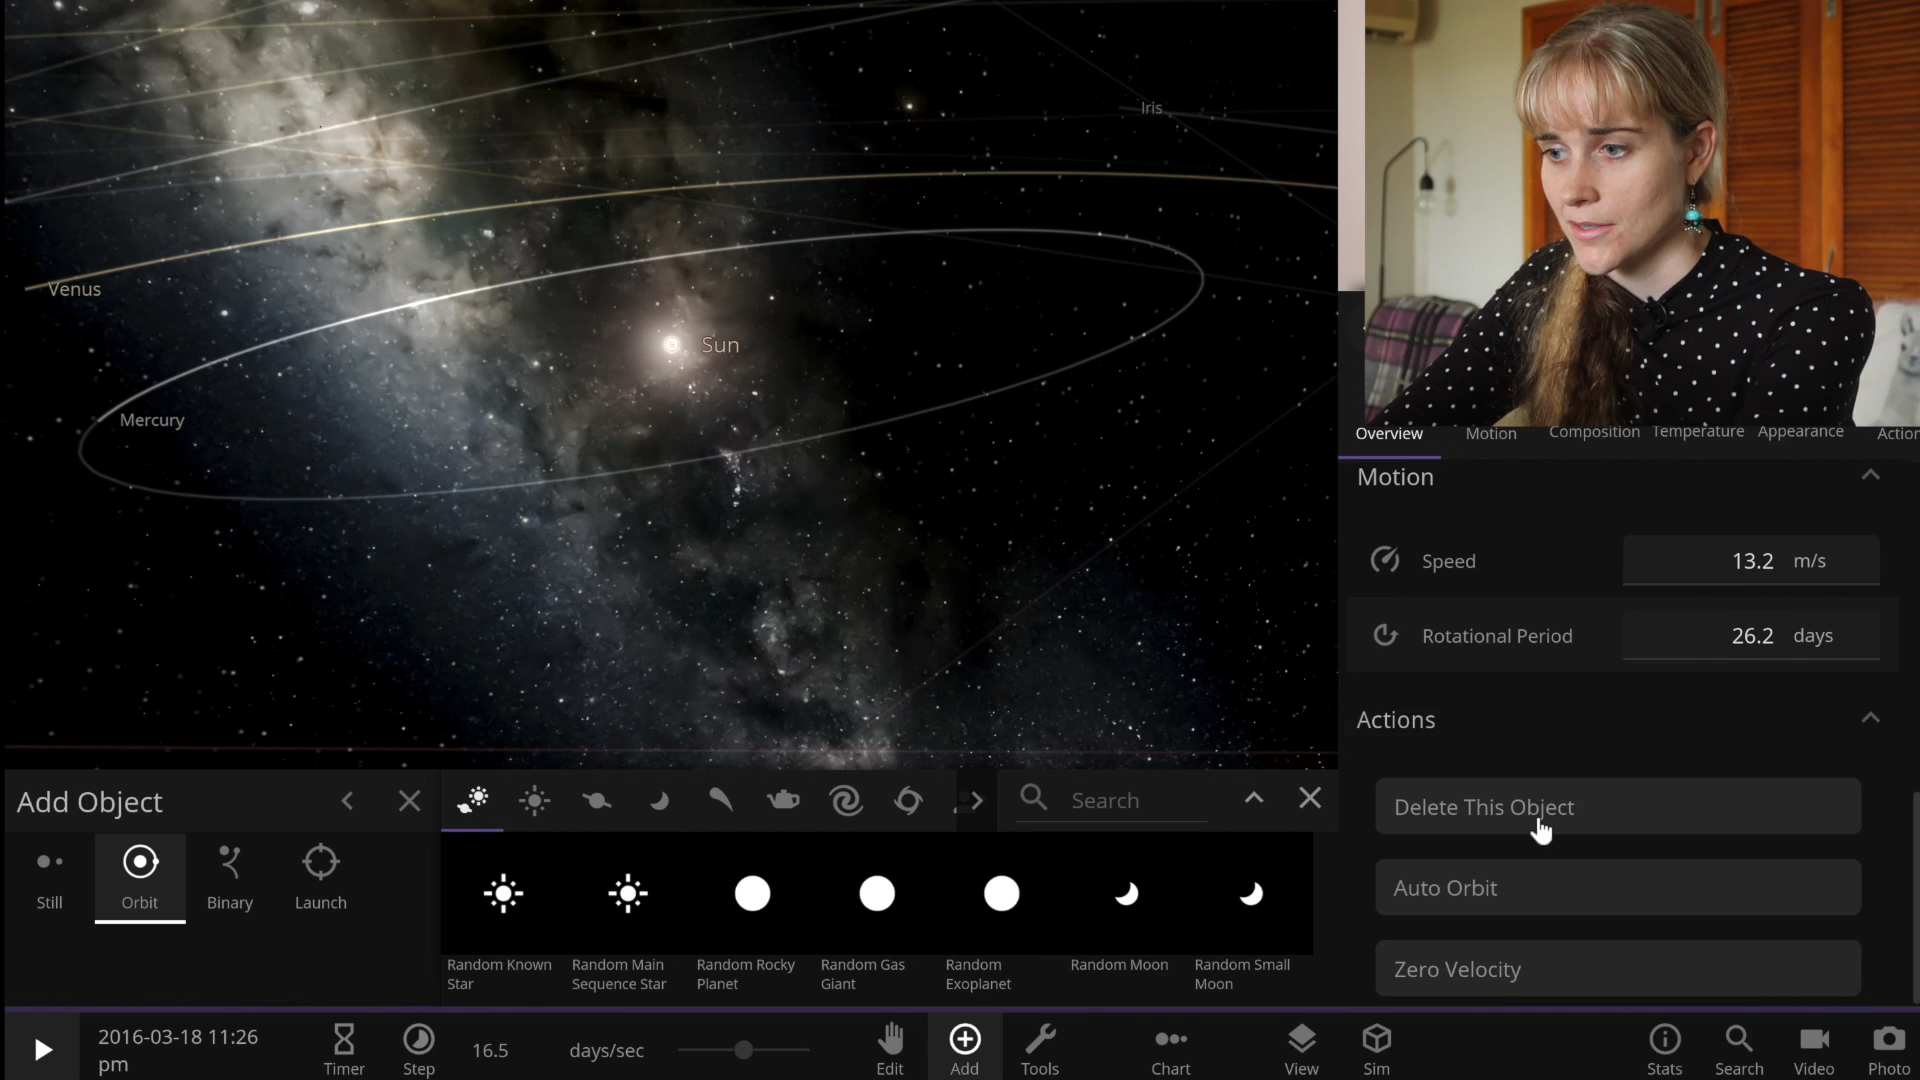 Iris
Venus
Sun
Mercury
Overview Motion Composition Temperature Appearance Action
Motion
Speed 13.2 m/s
Rotational Period 26.2 days
Actions
Delete This Object
Auto Orbit
Zero Velocity
Add Object
Search
Still Orbit Binary Launch
Random Known
Star
Random Main
Sequence Star
Random Rocky
Planet
Random Gas
Giant
Random
Exoplanet
Random Moon
Random Small
Moon
2016-03-18 11:26
pm
Timer
Step
16.5 days/sec
Edit
Add
Tools
Chart
View
Sim
Stats
Search
Video
Photo